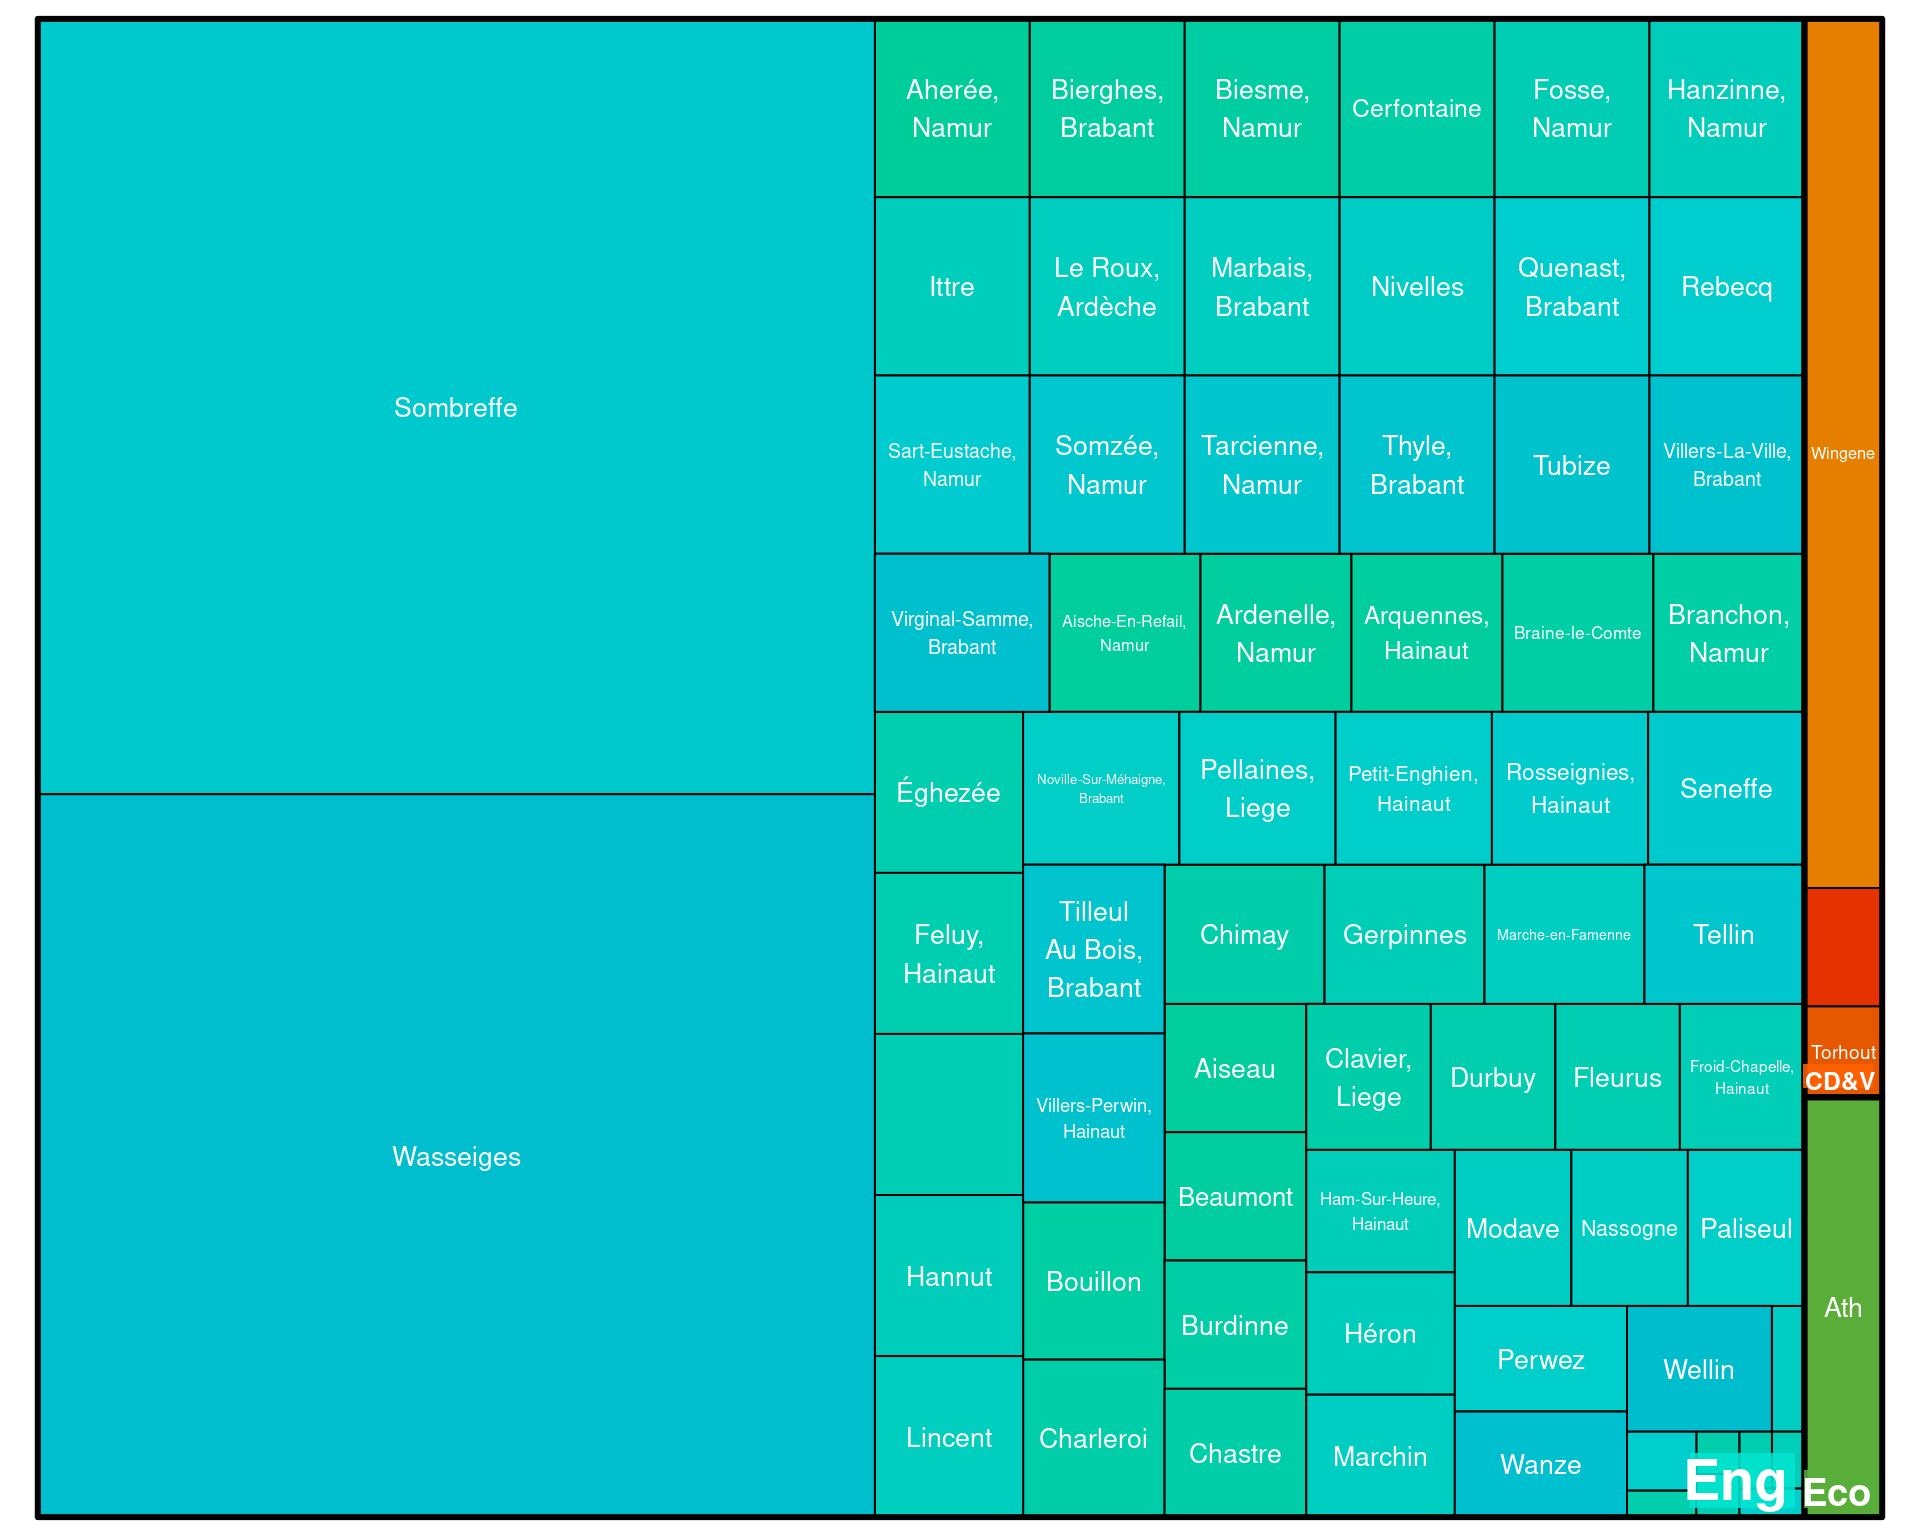 Sombreffe
Wasseiges
Aherée,
Namur
Bierghes,
Brabant
Biesme,
Namur
Cerfontaine
Fosse,
Namur
Hanzinne,
Namur
Ittre
Le Roux,
Ardèche
Marbais,
Brabant
Nivelles
Quenast,
Brabant
Rebecq
Sart-Eustache,
Namur
Somzée,
Namur
Tarcienne,
Namur
Thyle,
Brabant
Tubize
Villers-La-Ville,
Brabant
Virginal-Samme,
Brabant
Aische-En-Refail,
Namur
Ardenelle,
Namur
Arquennes,
Hainaut
Braine-le-Comte
Branchon,
Namur
Éghezée
Noville-Sur-Méhaigne,
Brabant
Pellaines,
Liege
Petit-Enghien,
Hainaut
Rosseignies,
Hainaut
Seneffe
Feluy,
Hainaut
Tilleul
Au Bois,
Brabant
Chimay
Gerpinnes
Marche-en-Famenne
Tellin
Aiseau
Clavier,
Liege
Durbuy
Fleurus
Froid-Chapelle,
Hainaut
Villers-Perwin,
Hainaut
Beaumont
Ham-Sur-Heure,
Hainaut
Modave
Nassogne
Paliseul
Hannut
Bouillon
Burdinne
Héron
Perwez
Wellin
Lincent
Charleroi
Chastre
Marchin
Wanze
Eng
Wingene
Torhout
CD&V
Ath
Eco